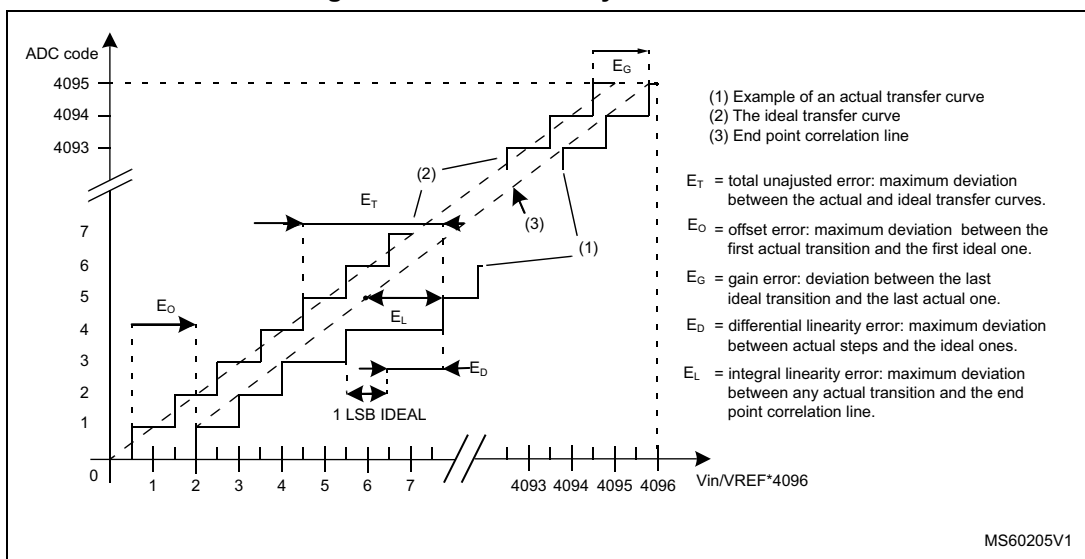 ADC code
4095
4094
4093
7
6
5
4
3
2
1
0
1 2 3 4 5 6 7 4093 4094 4095 4096
Vin/VREF*4096
EG
(2)
ET
(3)
(1)
EO
EL
ED
1 LSB IDEAL
(1) Example of an actual transfer curve
(2) The ideal transfer curve
(3) End point correlation line
ET = total unajusted error: maximum deviation
between the actual and ideal transfer curves.
EO = offset error: maximum deviation between the
first actual transition and the first ideal one.
EG = gain error: deviation between the last
ideal transition and the last actual one.
ED = differential linearity error: maximum deviation
between actual steps and the ideal ones.
EL = integral linearity error: maximum deviation
between any actual transition and the end
point correlation line.
MS60205V1